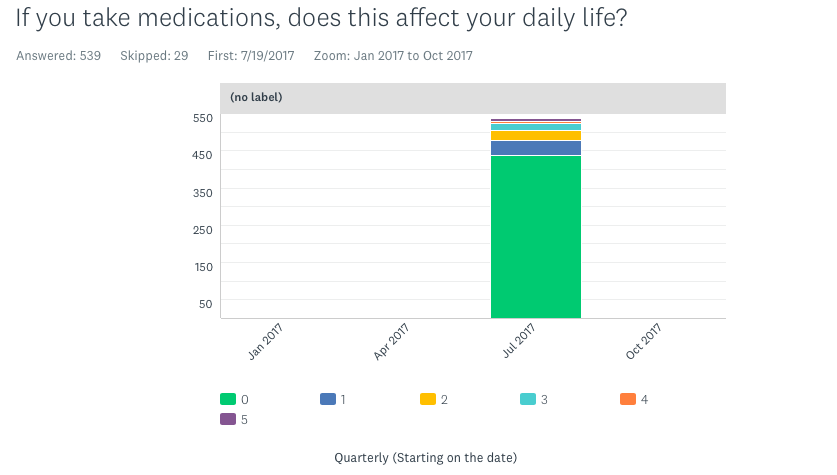 If you take medications, does this affect your daily life?
Answered: 539 Skipped: 29 First: 7/19/2017 Zoom: Jan 2017 to Oct 2017
(no label)
550
450
350
250
150
50
Jan 2017 Apr 2017 Jul 2017 Oct 2017
0 1 2 3 4
5
Quarterly (Starting on the date)